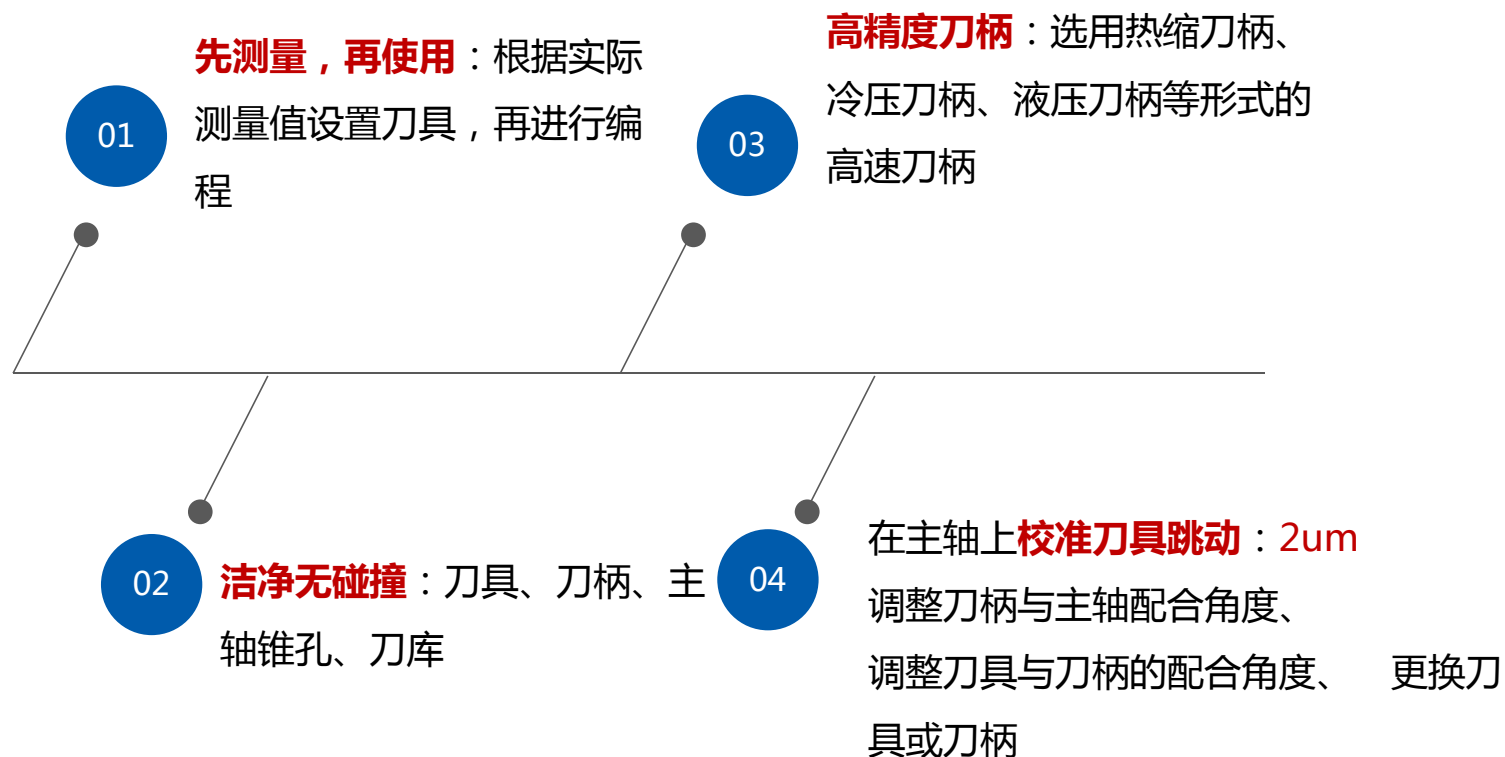 01
先测量，再使用：根据实际
测量值设置刀具，再进行编
程
02
洁净无碰撞：刀具、刀柄、主
轴锥孔、刀库
03
高精度刀柄：选用热缩刀柄、
冷压刀柄、液压刀柄等形式的
高速刀柄
04
在主轴上校准刀具跳动：2um
调整刀柄与主轴配合角度、
调整刀具与刀柄的配合角度、 更换刀
具或刀柄